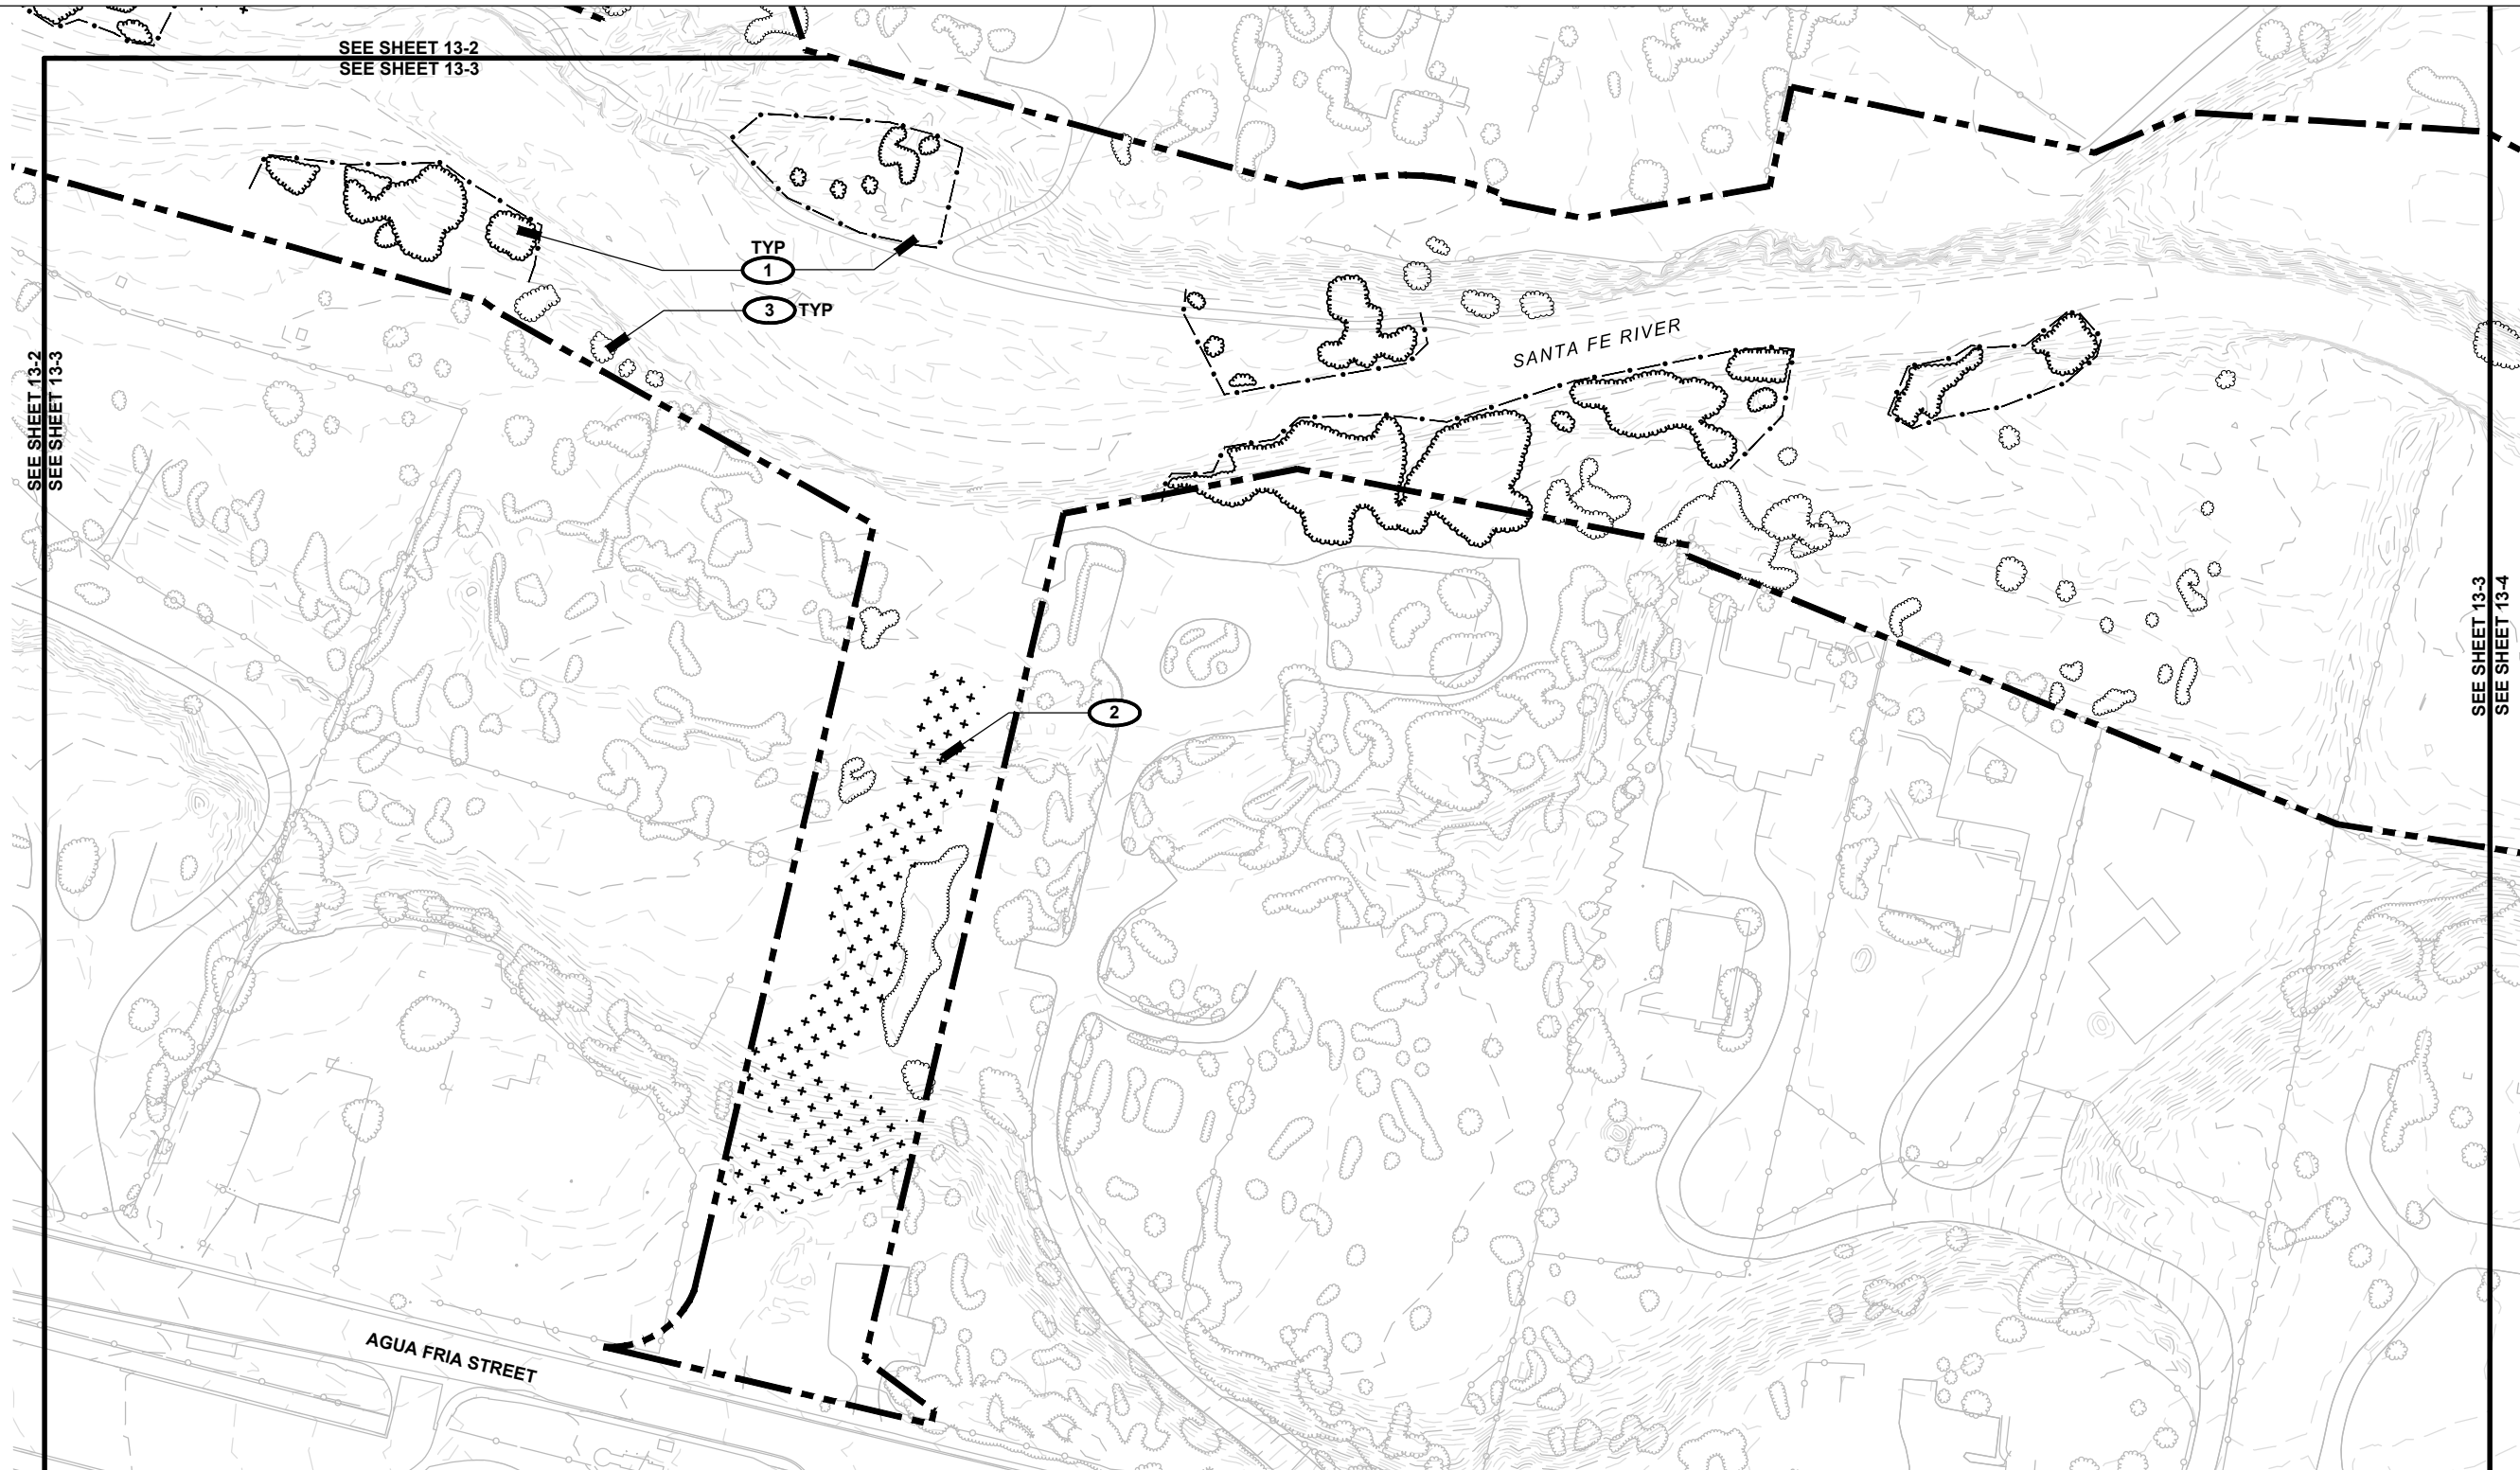 SEE SHEET 13-2
SEE SHEET 13-3
TYP
1
3 TYP
SANTA FE RIVER
SEE SHEET 13-2
SEE SHEET 13-3
SEE SHEET 13-3
SEE SHEET 13-4
2
AGUA FRIA STREET